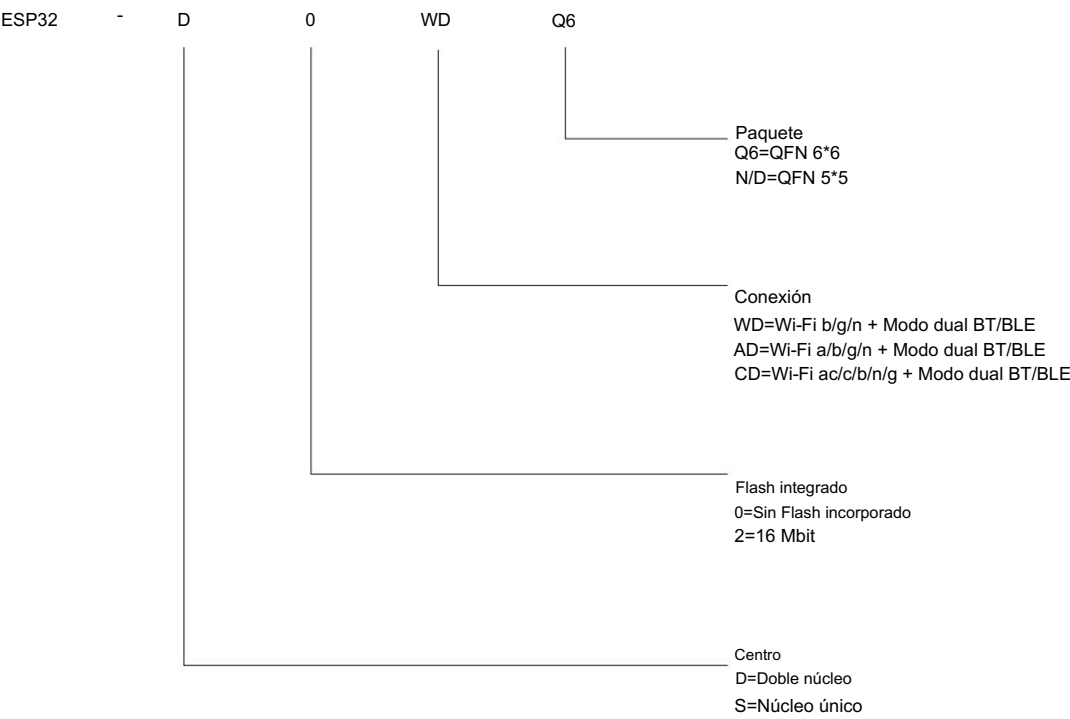 ESP32 - D 0 WD Q6
Paquete
Q6=QFN 6*6
N/D=QFN 5*5
Conexión
WD=Wi-Fi b/g/n + Modo dual BT/BLE
AD=Wi-Fi a/b/g/n + Modo dual BT/BLE
CD=Wi-Fi ac/c/b/n/g + Modo dual BT/BLE
Flash integrado
0=Sin Flash incorporado
2=16 Mbit
Centro
D=Doble núcleo
S=Núcleo único